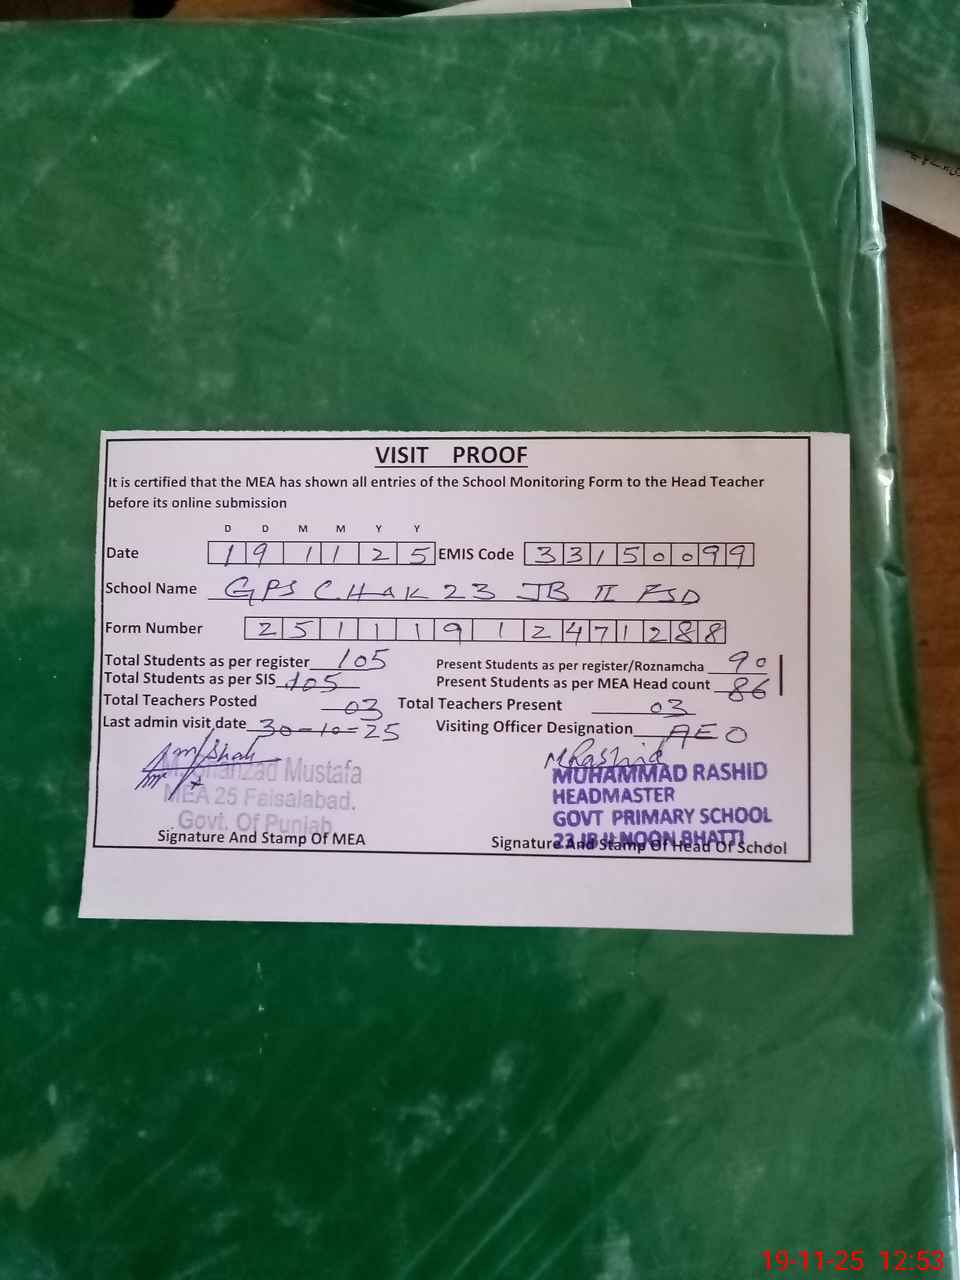 VISIT PROOF
It is certified that the MEA has shown all entries of the School Monitoring Form to the Head Teacher
before its online submission
D D M M Y Y
Date 1 9 1 1 2 5 EMIS Code 3 3 1 5 0 0 9 9
School Name GPS CHAK 23 JB II FSD
Form Number 2 5 1 1 1 9 1 2 4 7 1 2 8 8
Total Students as per register 105 Present Students as per register/Roznamcha 90
Total Students as per SIS 105 Present Students as per MEA Head count 86
Total Teachers Posted 03 Total Teachers Present 03
Last admin visit date 30-10-25 Visiting Officer Designation AEO
MRashid
Mustafa MUHAMMAD RASHID
MEA 25 Faisalabad. HEADMASTER
Govt. Of Punjab GOVT PRIMARY SCHOOL
23 JB II NOON BHATTI
Signature And Stamp Of MEA Signature And Stamp Of Head Of School
19-11-25 12:53